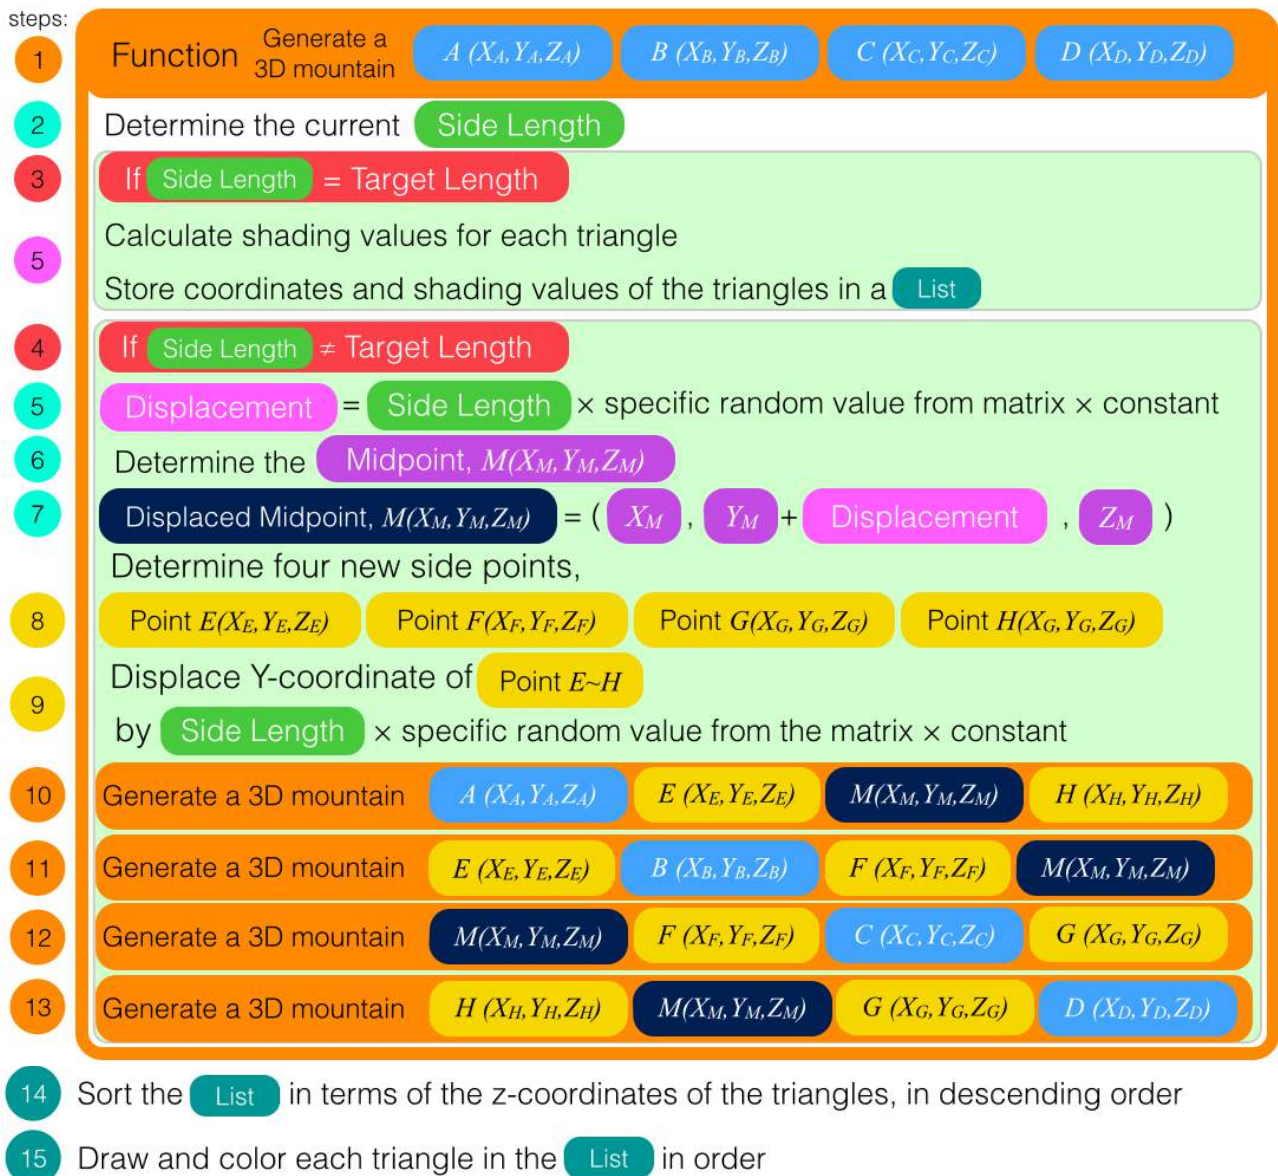 steps:
1 Function Generate a 3D mountain A (XA,YA,ZA) B (XB,YB,ZB) C (XC,YC,ZC) D (XD,YD,ZD)
2 Determine the current Side Length
3 If Side Length = Target Length
Calculate shading values for each triangle
5
Store coordinates and shading values of the triangles in a List
4 If Side Length ≠ Target Length
5 Displacement = Side Length × specific random value from matrix × constant
6 Determine the Midpoint, M(XM,YM,ZM)
7 Displaced Midpoint, M(XM,YM,ZM) = ( XM , YM + Displacement , ZM )
Determine four new side points,
8 Point E(XE,YE,ZE) Point F(XF,YF,ZF) Point G(XG,YG,ZG) Point H(XG,YG,ZG)
Displace Y-coordinate of Point E~H
9
by Side Length × specific random value from the matrix × constant
10 Generate a 3D mountain A (XA,YA,ZA) E (XE,YE,ZE) M(XM,YM,ZM) H (XH,YH,ZH)
11 Generate a 3D mountain E (XE,YE,ZE) B (XB,YB,ZB) F (XF,YF,ZF) M(XM,YM,ZM)
12 Generate a 3D mountain M(XM,YM,ZM) F (XF,YF,ZF) C (XC,YC,ZC) G (XG,YG,ZG)
13 Generate a 3D mountain H (XH,YH,ZH) M(XM,YM,ZM) G (XG,YG,ZG) D (XD,YD,ZD)
14 Sort the List in terms of the z-coordinates of the triangles, in descending order
15 Draw and color each triangle in the List in order